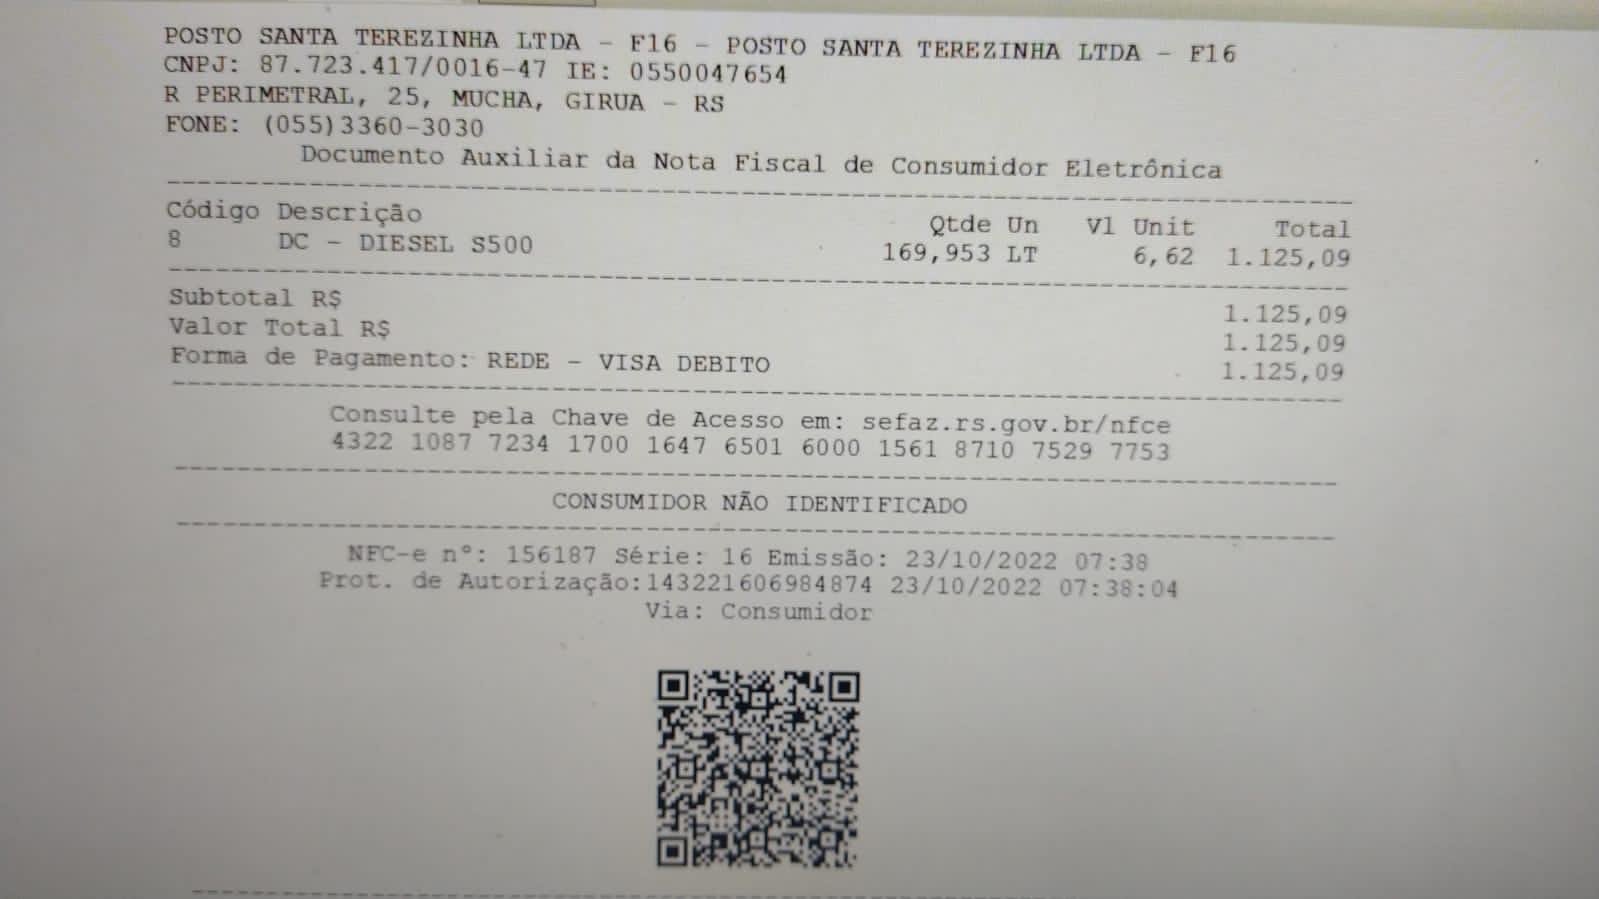 POSTO SANTA TEREZINHA LTDA - F16 - POSTO SANTA TEREZINHA LTDA - F16
CNPJ: 87.723.417/0016-47 IE: 0550047654
R PERIMETRAL, 25, MUCHA, GIRUA - RS
FONE: (055)3360-3030
Documento Auxiliar da Nota Fiscal de Consumidor Eletrônica
Código Descrição Qtde Un Vl Unit Total
8 DC - DIESEL S500 169,953 LT 6,62 1.125,09
Subtotal R$ 1.125,09
Valor Total R$ 1.125,09
Forma de Pagamento: REDE - VISA DEBITO 1.125,09
Consulte pela Chave de Acesso em: sefaz.rs.gov.br/nfce
4322 1087 7234 1700 1647 6501 6000 1561 8710 7529 7753
CONSUMIDOR NÃO IDENTIFICADO
NFC-e nº: 156187 Série: 16 Emissão: 23/10/2022 07:38
Prot. de Autorização:143221606984874 23/10/2022 07:38:04
Via: Consumidor